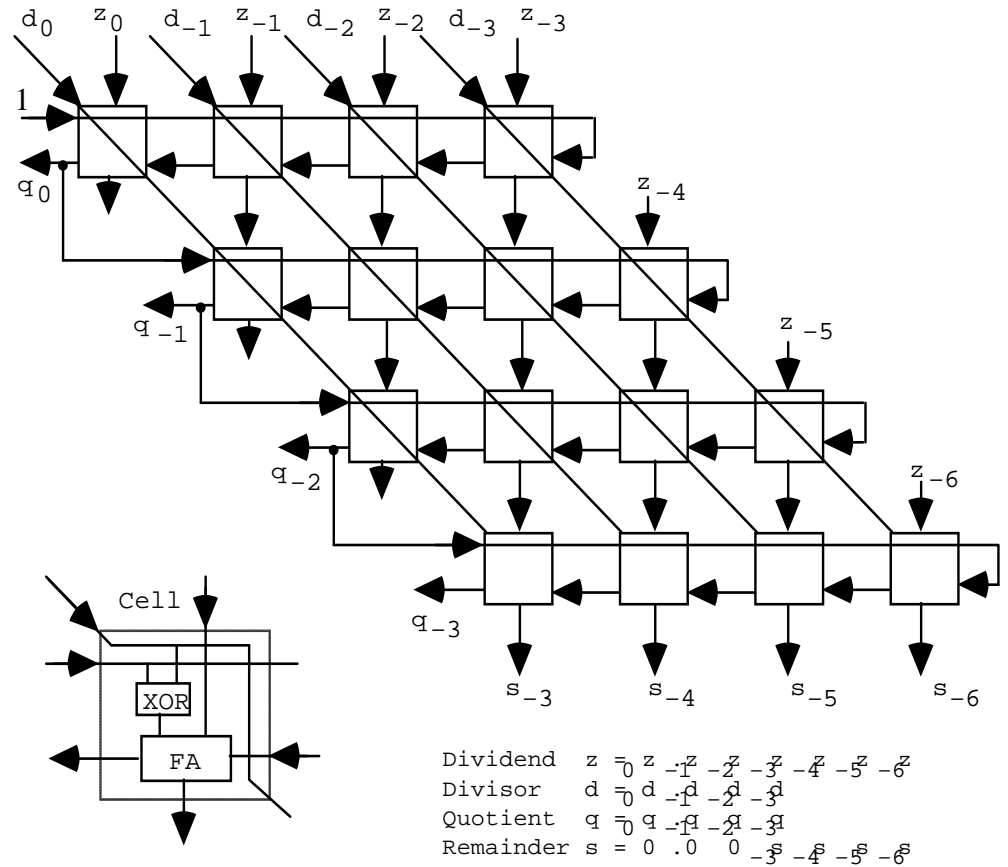 d0 z0 d-1 z-1 d-2 z-2 d-3 z-3
1
q0
z-4
q-1
z-5
q-2
z-6
q-3
s-3 s-4 s-5 s-6
Cell
XOR
FA
Dividend z = z0 .z-1 z-2 z-3 z-4 z-5 z-6
Divisor d = d0 .d-1 d-2 d-3
Quotient q = q0 .q-1 q-2 q-3
Remainder s = 0 .0 0 s-3 s-4 s-5 s-6